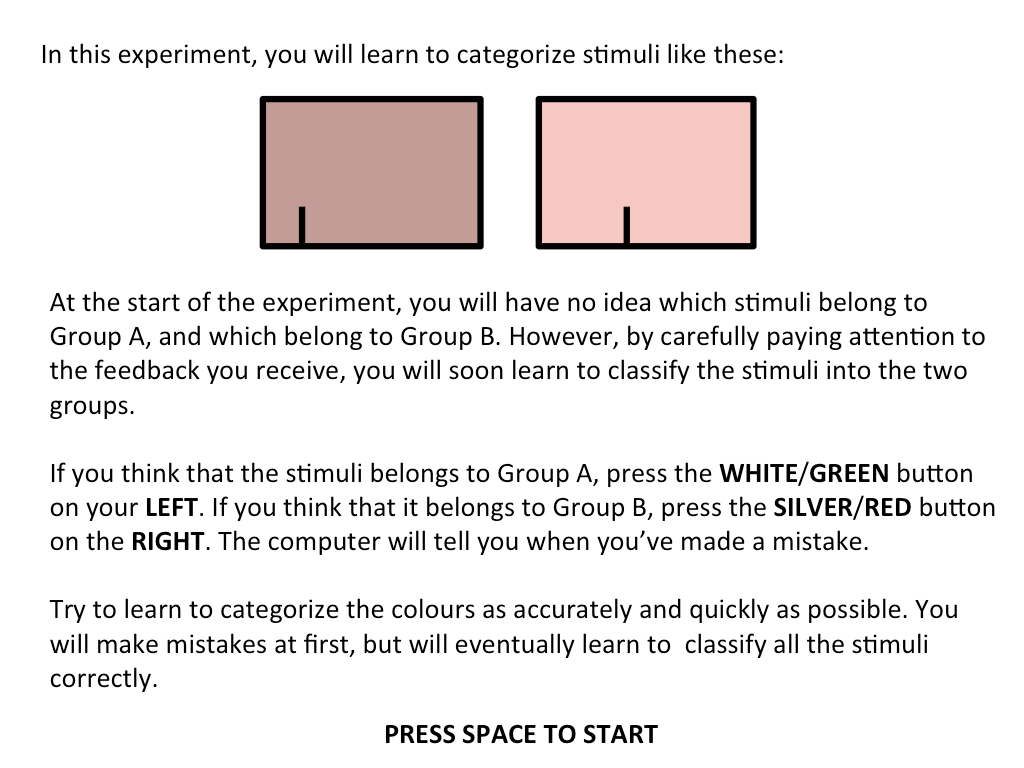 In this experiment, you will learn to categorize stimuli like these:
At the start of the experiment, you will have no idea which stimuli belong to
Group A, and which belong to Group B. However, by carefully paying attention to
the feedback you receive, you will soon learn to classify the stimuli into the two
groups.
If you think that the stimuli belongs to Group A, press the WHITE/GREEN button
on your LEFT. If you think that it belongs to Group B, press the SILVER/RED button
on the RIGHT. The computer will tell you when you’ve made a mistake.
Try to learn to categorize the colours as accurately and quickly as possible. You
will make mistakes at first, but will eventually learn to  classify all the stimuli
correctly.
PRESS SPACE TO START